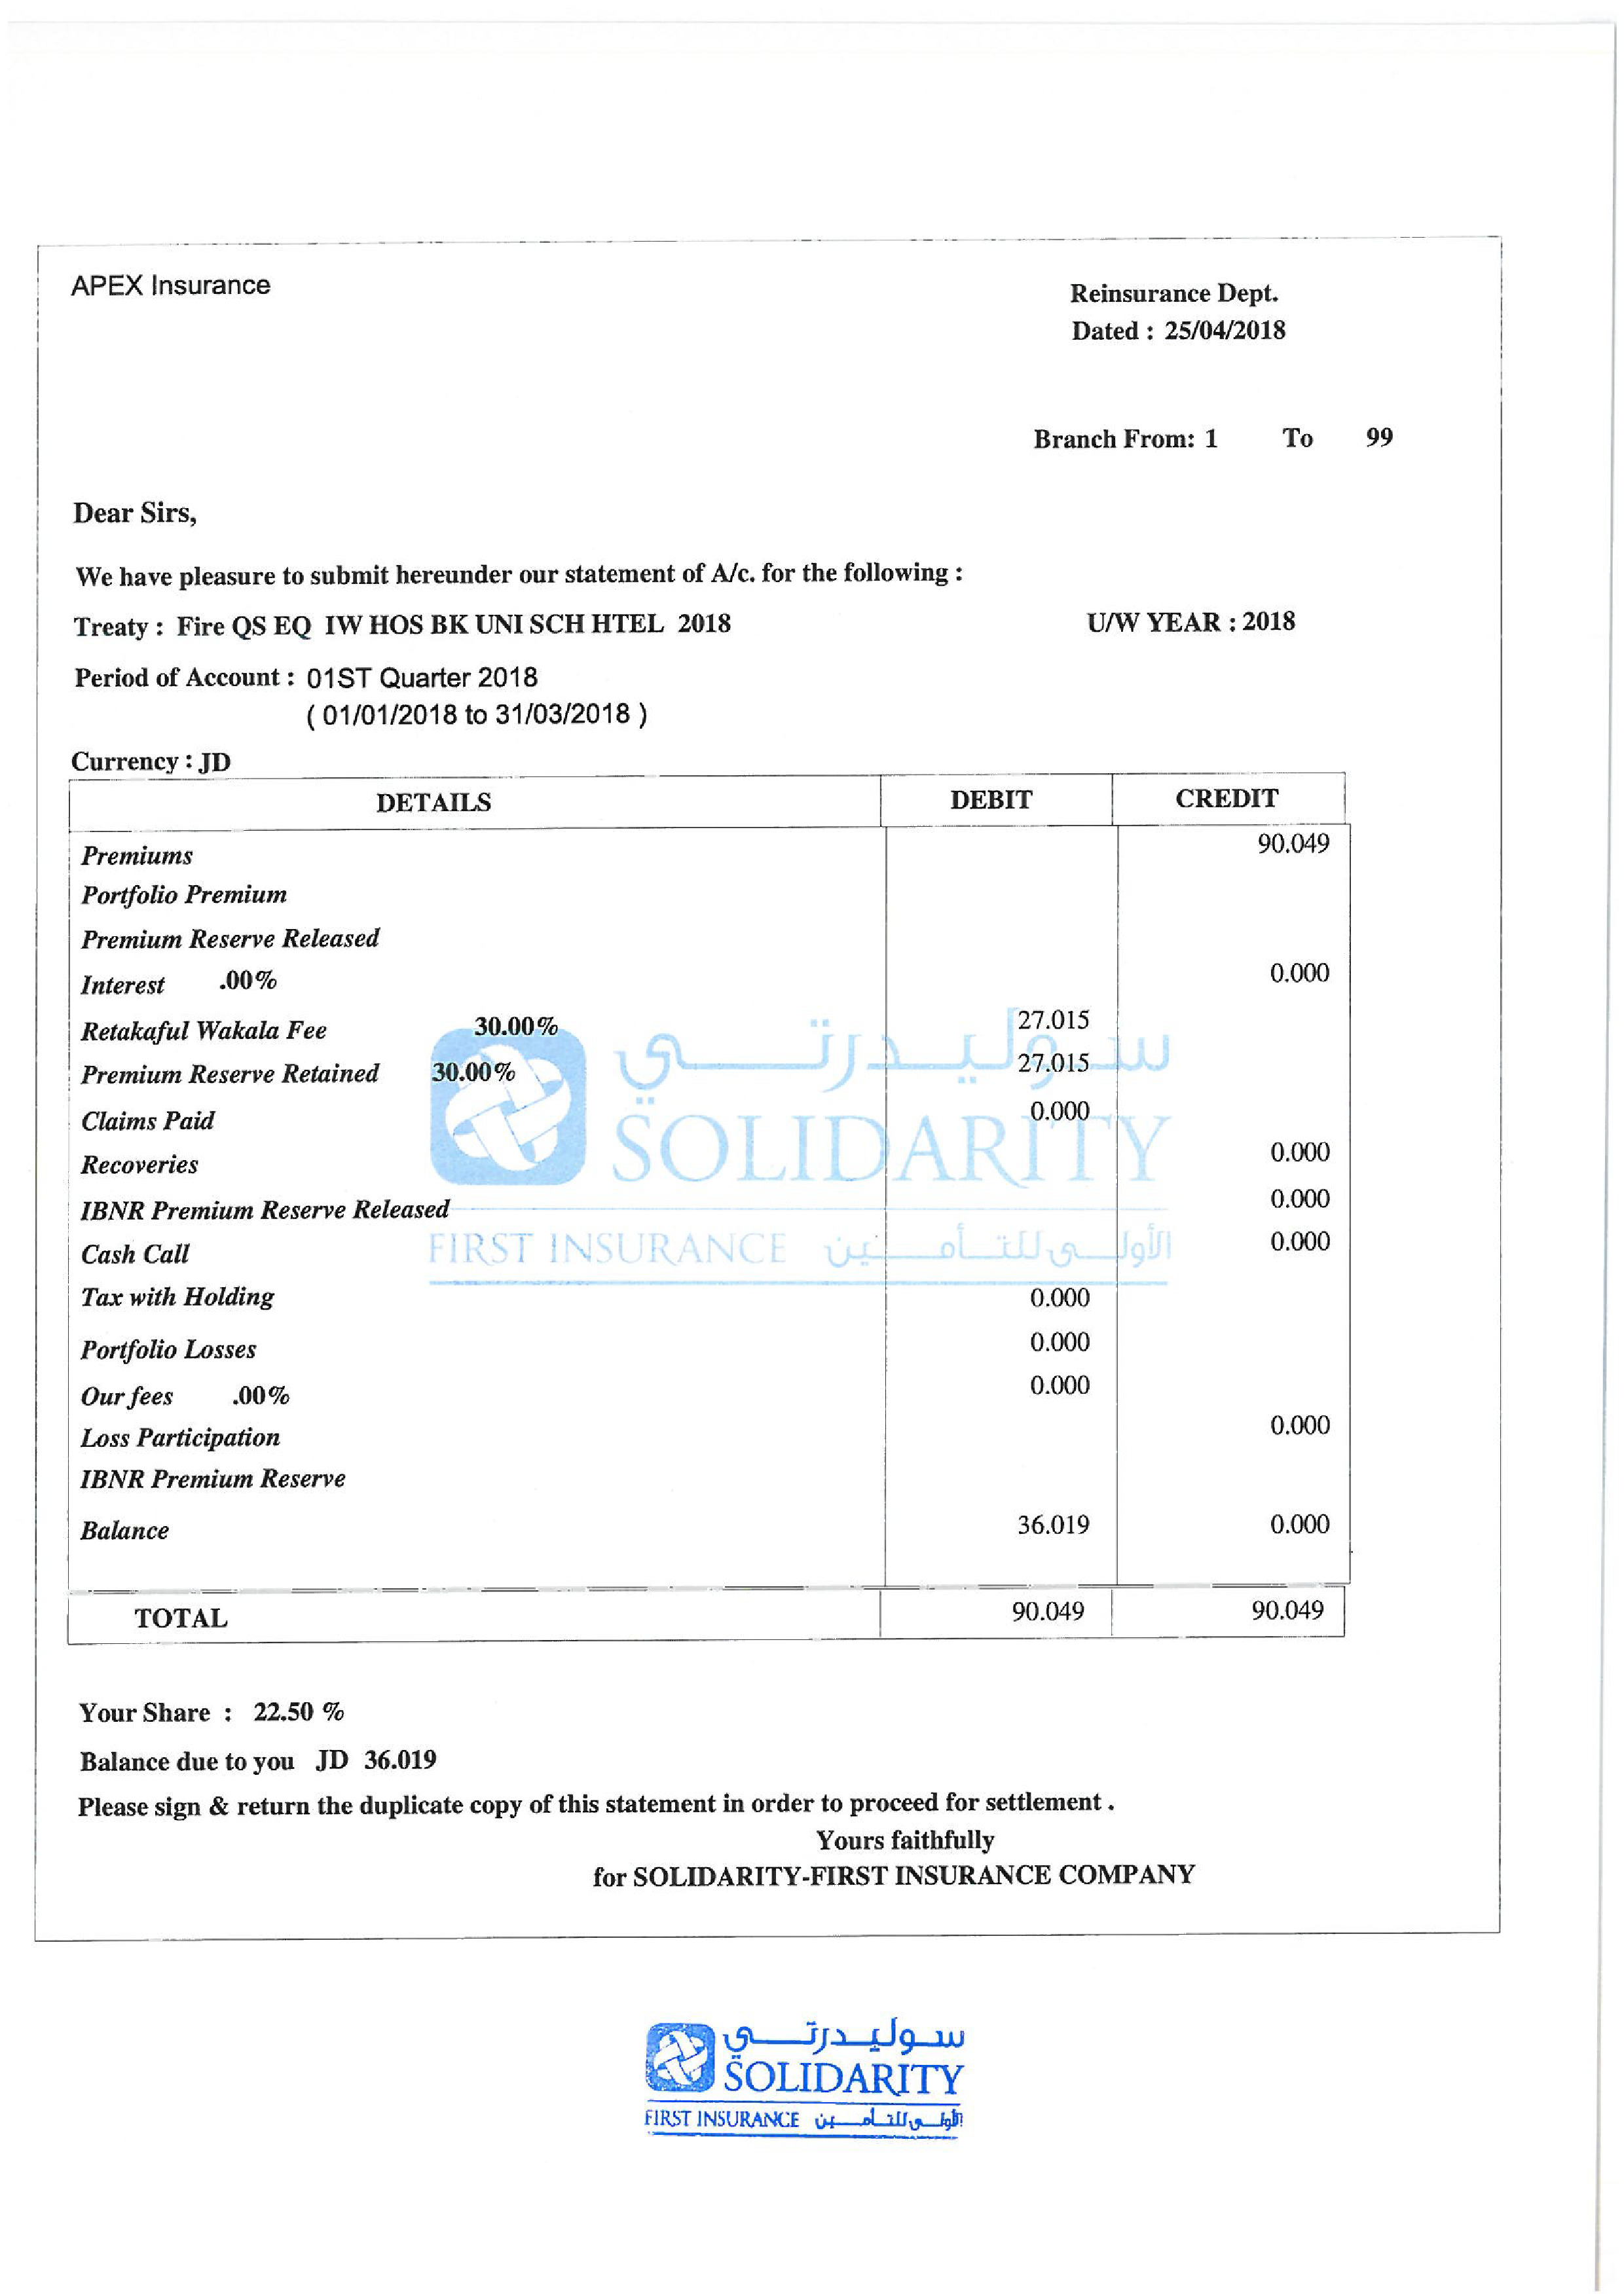 APEX Insurance
Reinsurance Dept.
Dated : 25/04/2018
Branch From: 1 To 99
Dear Sirs,
We have pleasure to submit hereunder our statement of A/c. for the following :
Treaty : Fire QS EQ IW HOS BK UNI SCH HTEL 2018 U/W YEAR : 2018
Period of Account : 01ST Quarter 2018
( 01/01/2018 to 31/03/2018 )
Currency : JD
DETAILS DEBIT CREDIT
Premiums 90.049
Portfolio Premium
Premium Reserve Released
Interest .00% 0.000
Retakaful Wakala Fee 30.00% 27.015
Premium Reserve Retained 30.00% 27.015
Claims Paid 0.000
Recoveries 0.000
IBNR Premium Reserve Released 0.000
Cash Call 0.000
Tax with Holding 0.000
Portfolio Losses 0.000
Our fees .00% 0.000
Loss Participation 0.000
IBNR Premium Reserve
Balance 36.019 0.000
TOTAL 90.049 90.049
سوليدرتي
SOLIDARITY
FIRST INSURANCE الأولى للتأمين
Your Share : 22.50 %
Balance due to you JD 36.019
Please sign & return the duplicate copy of this statement in order to proceed for settlement .
Yours faithfully
for SOLIDARITY-FIRST INSURANCE COMPANY
سوليدرتي
SOLIDARITY
FIRST INSURANCE الأولى للتأمين